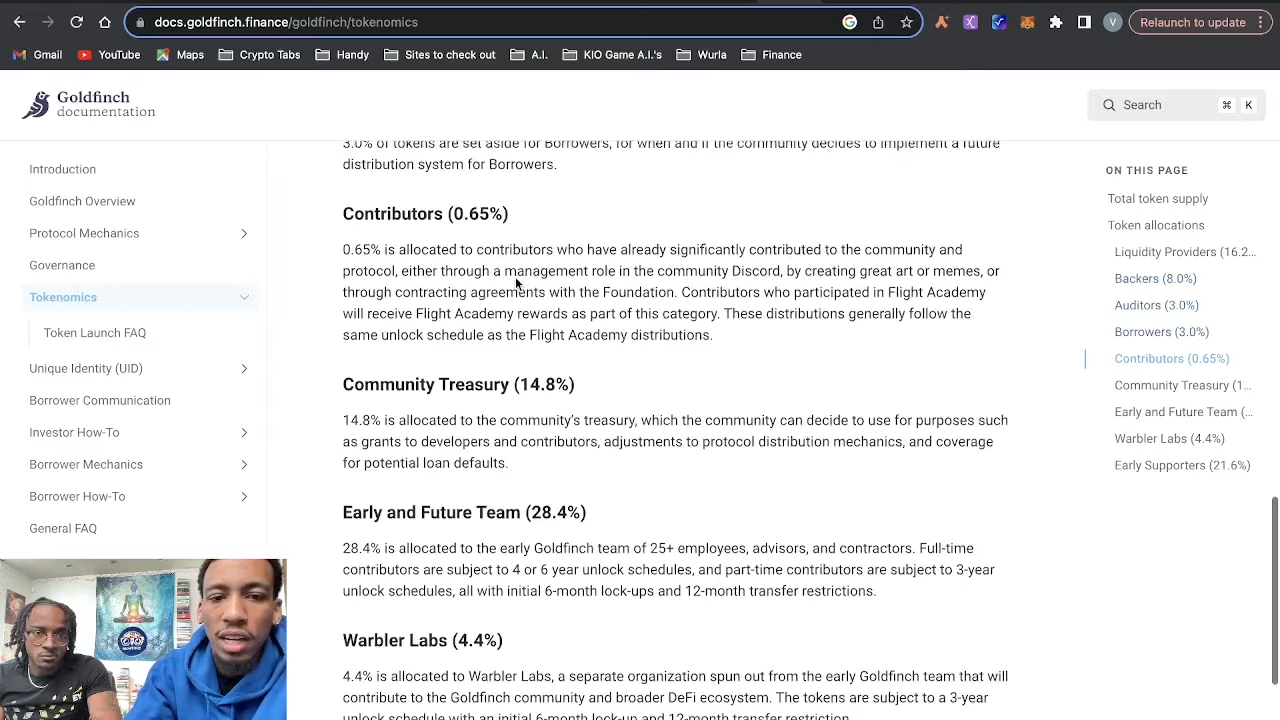 docs.goldfinch.finance/goldfinch/tokenomics
V
Relaunch to update
Gmail
YouTube
Maps
Crypto Tabs
Handy
Sites to check out
A.I.
KIO Game A.I.'s
Wurla
Finance
Goldfinch
documentation
Search
⌘
K
Introduction
Goldfinch Overview
Protocol Mechanics
Governance
Tokenomics
Token Launch FAQ
Unique Identity (UID)
Borrower Communication
Investor How-To
Borrower Mechanics
Borrower How-To
General FAQ
3.0% of tokens are set aside for Borrowers, for when and if the community decides to implement a future
distribution system for Borrowers.
Contributors (0.65%)
0.65% is allocated to contributors who have already significantly contributed to the community and
protocol, either through a management role in the community Discord, by creating great art or memes, or
through contracting agreements with the Foundation. Contributors who participated in Flight Academy
will receive Flight Academy rewards as part of this category. These distributions generally follow the
same unlock schedule as the Flight Academy distributions.
Community Treasury (14.8%)
14.8% is allocated to the community's treasury, which the community can decide to use for purposes such
as grants to developers and contributors, adjustments to protocol distribution mechanics, and coverage
for potential loan defaults.
Early and Future Team (28.4%)
28.4% is allocated to the early Goldfinch team of 25+ employees, advisors, and contractors. Full-time
contributors are subject to 4 or 6 year unlock schedules, and part-time contributors are subject to 3-year
unlock schedules, all with initial 6-month lock-ups and 12-month transfer restrictions.
Warbler Labs (4.4%)
4.4% is allocated to Warbler Labs, a separate organization spun out from the early Goldfinch team that will
contribute to the Goldfinch community and broader DeFi ecosystem. The tokens are subject to a 3-year
unlock schedule with an initial 6-month lock-up and 12-month transfer restriction.
ON THIS PAGE
Total token supply
Token allocations
Liquidity Providers (16.2...
Backers (8.0%)
Auditors (3.0%)
Borrowers (3.0%)
Contributors (0.65%)
Community Treasury (1...
Early and Future Team (...
Warbler Labs (4.4%)
Early Supporters (21.6%)